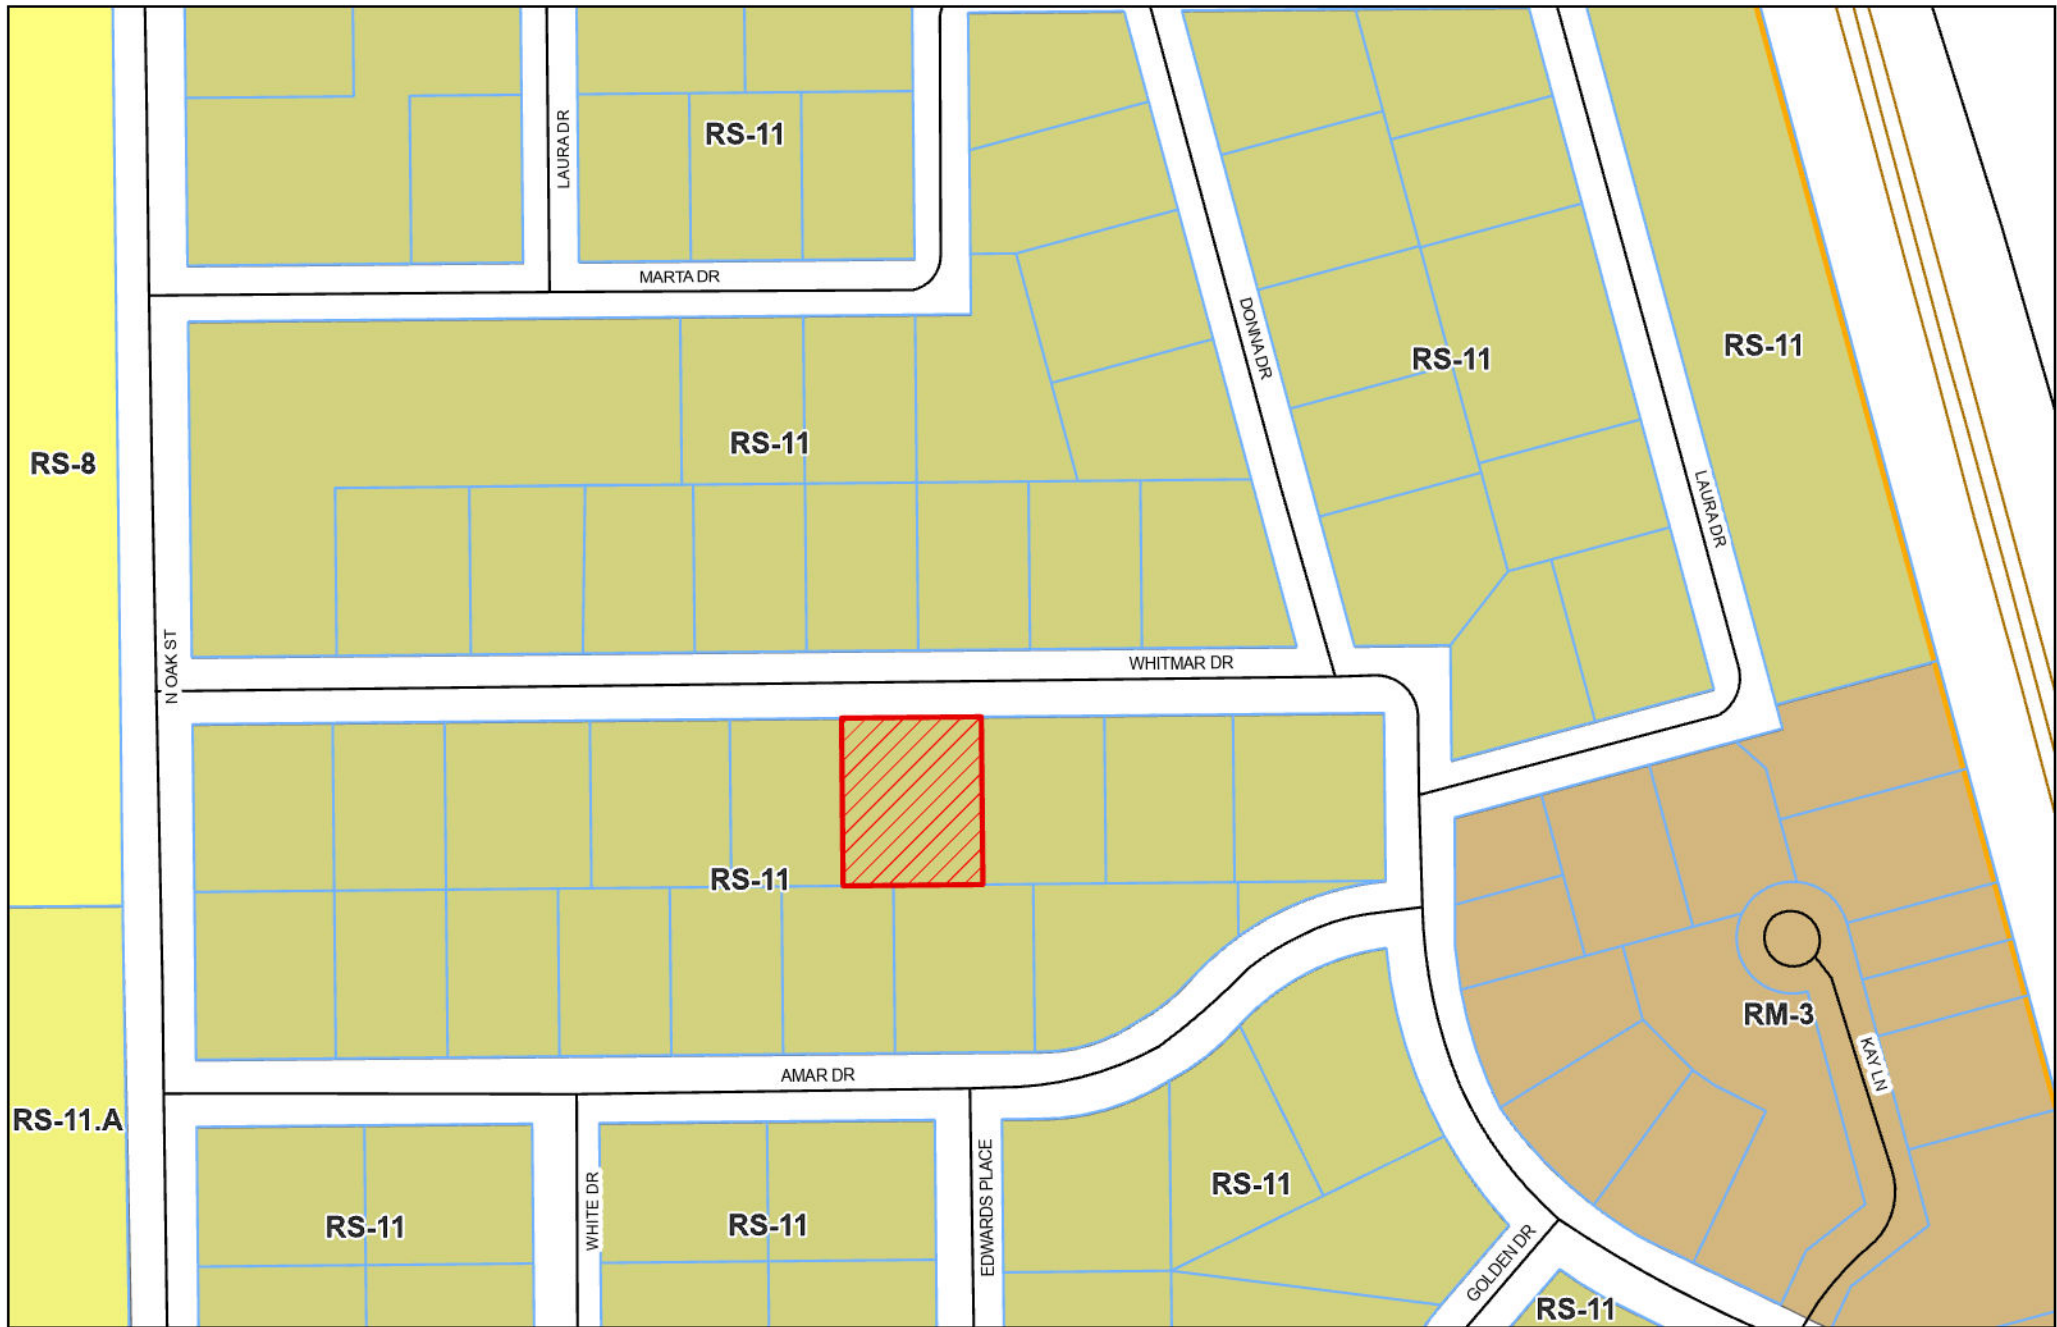 LAURA DR
RS-11
MARTA DR
DONNA DR
RS-11
RS-11
RS-11
RS-8
LAURA DR
N OAK ST
WHITMAR DR
RS-11
RM-3
KAY LN
AMAR DR
RS-11.A
EDWARDS PLACE
WHITE DR
RS-11
RS-11
RS-11
GOLDEN DR
RS-11